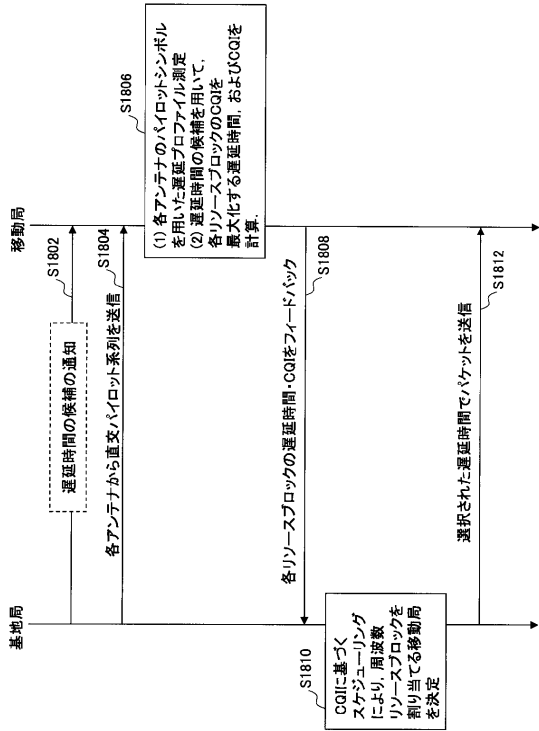 基地局
移動局
遅延時間の候補の通知
S1802
各アンテナから直交パイロット系列を送信
S1804
S1806
(1) 各アンテナのパイロットシンボル
を用いた遅延プロファイル測定
(2) 遅延時間の候補を用いて,
各リソースブロックのCQIを
最大化する遅延時間, およびCQIを
計算.
各リソースブロックの遅延時間・CQIをフィードバック
S1808
S1810
CQIに基づく
スケジューリング
により, 周波数
リソースブロックを
割り当てる移動局
を決定
選択された遅延時間でパケットを送信
S1812